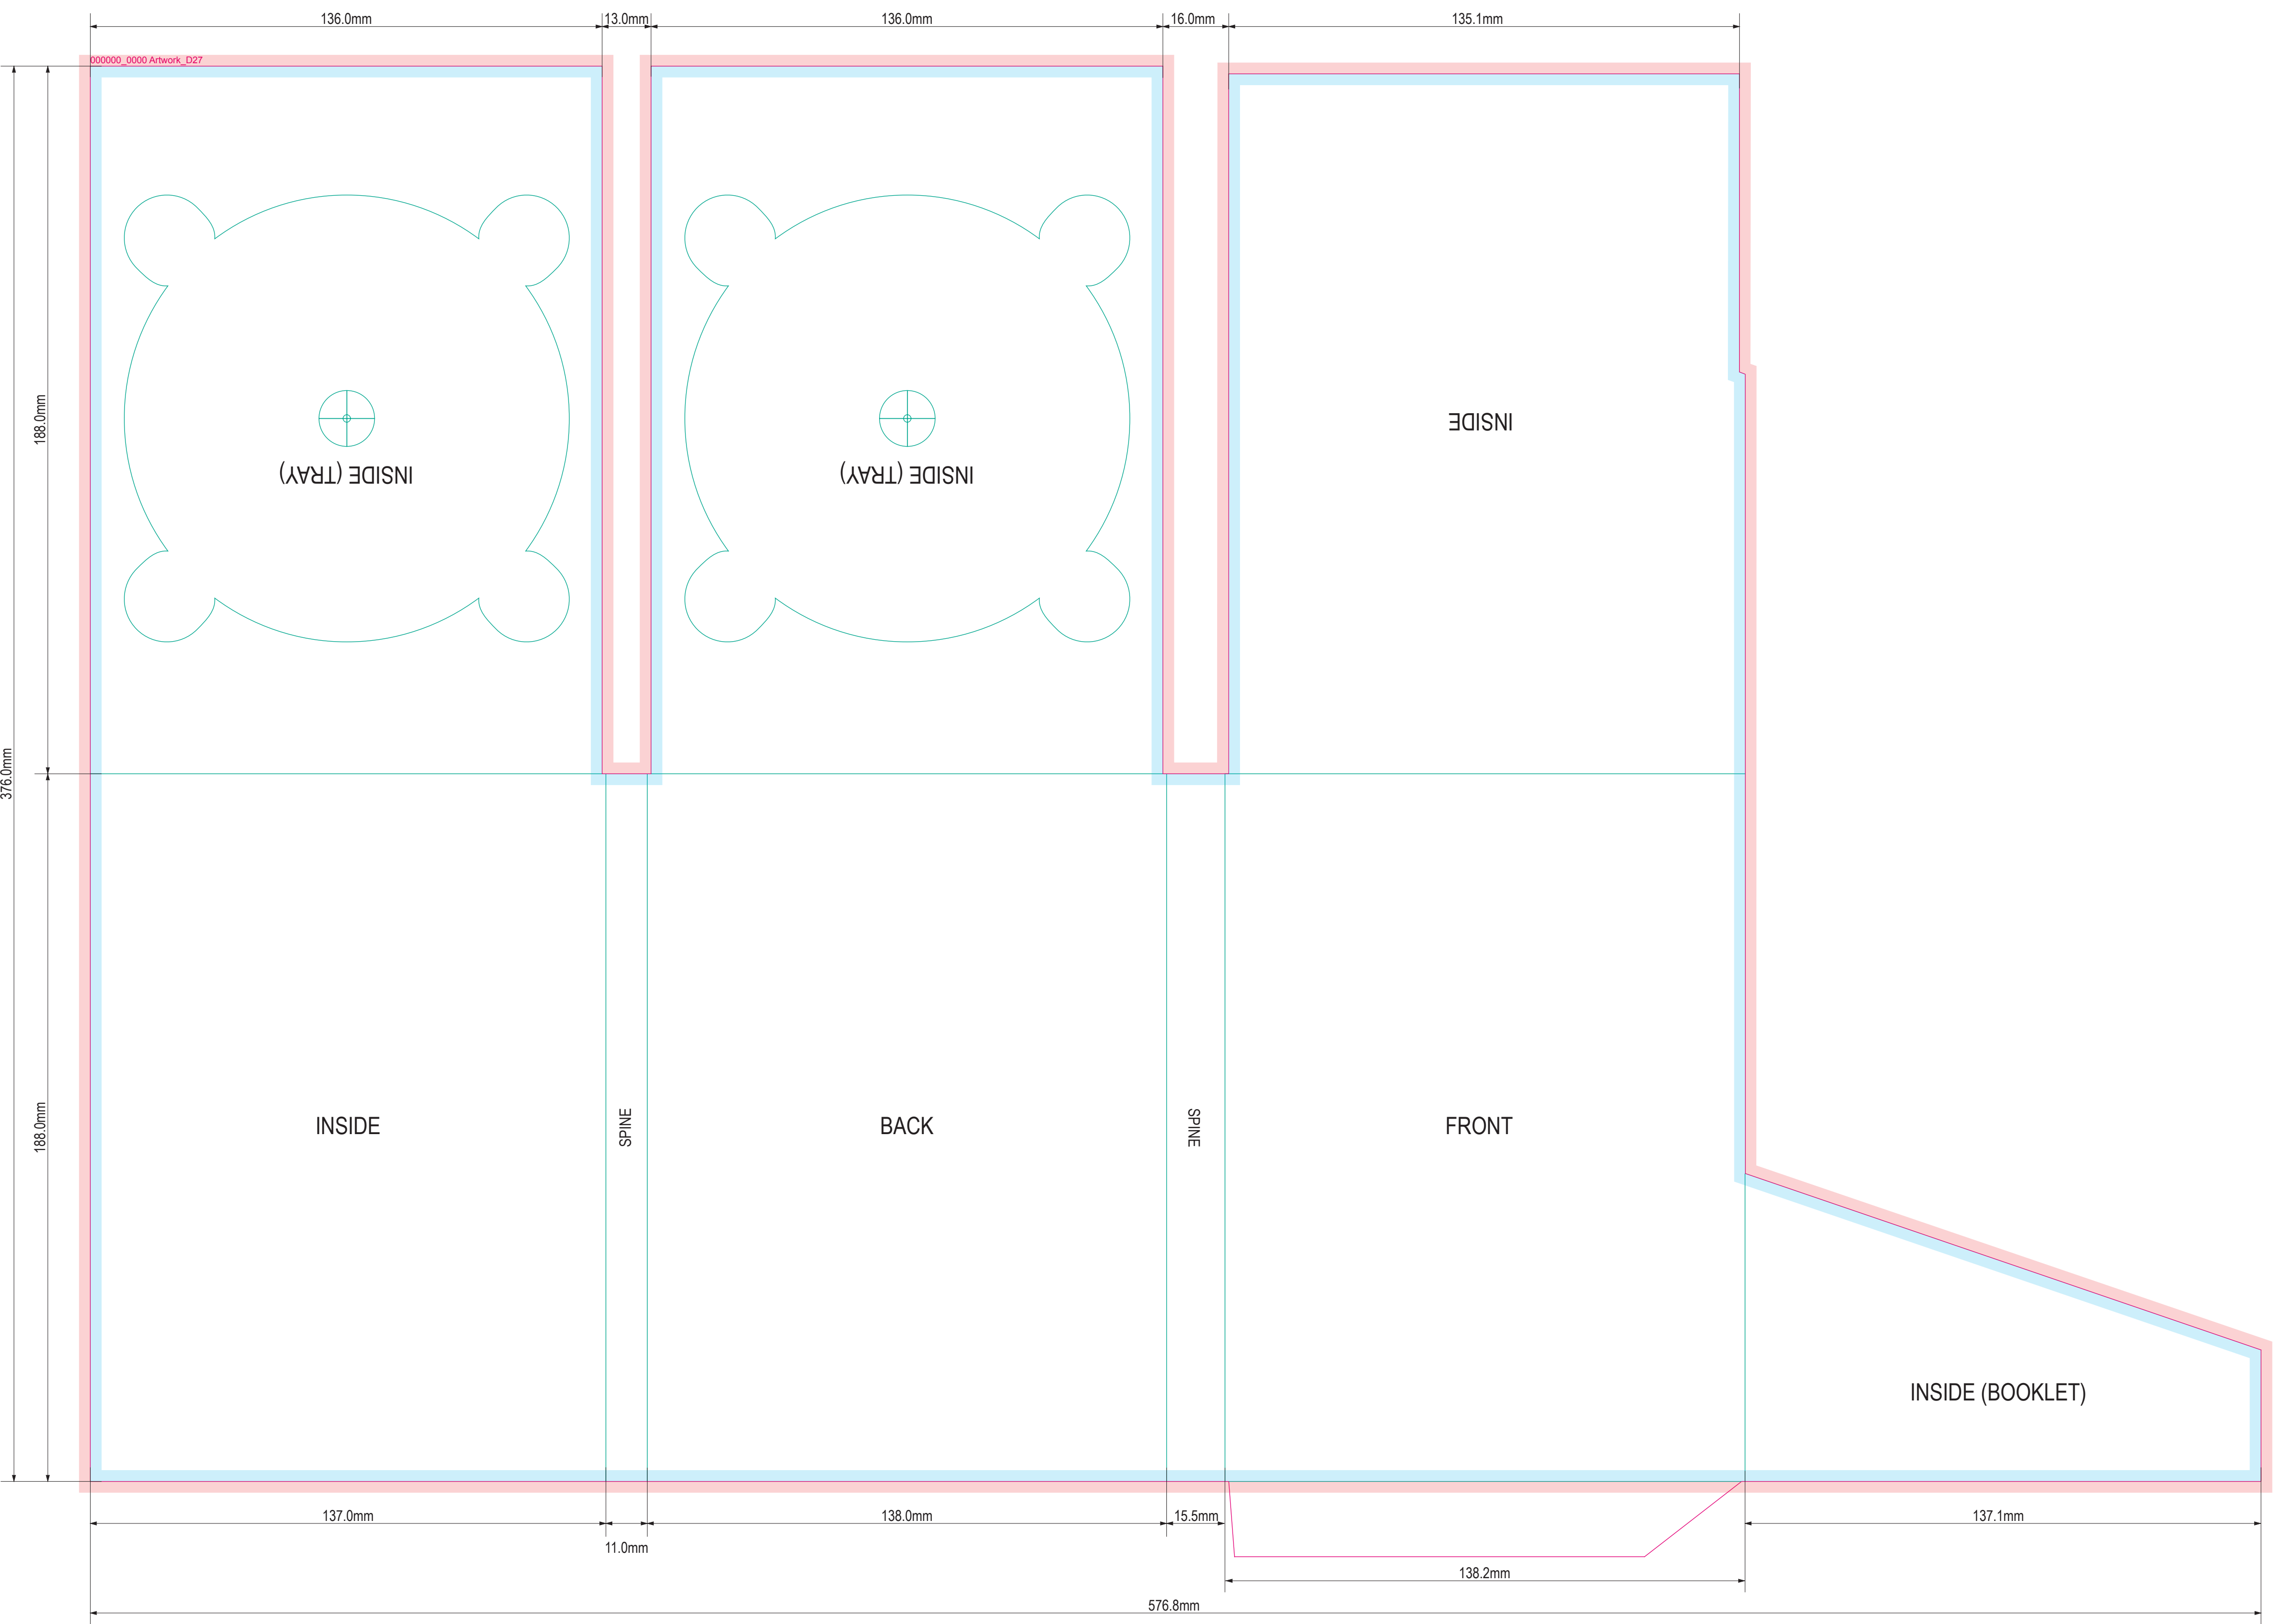 136.0mm
13.0mm
136.0mm
16.0mm
135.1mm
000000_0000 Artwork_D27
376.0mm
188.0mm
188.0mm
INSIDE (TRAY)
INSIDE (TRAY)
INSIDE
INSIDE
SPINE
BACK
SPINE
FRONT
INSIDE (BOOKLET)
137.0mm
11.0mm
138.0mm
15.5mm
138.2mm
137.1mm
576.8mm